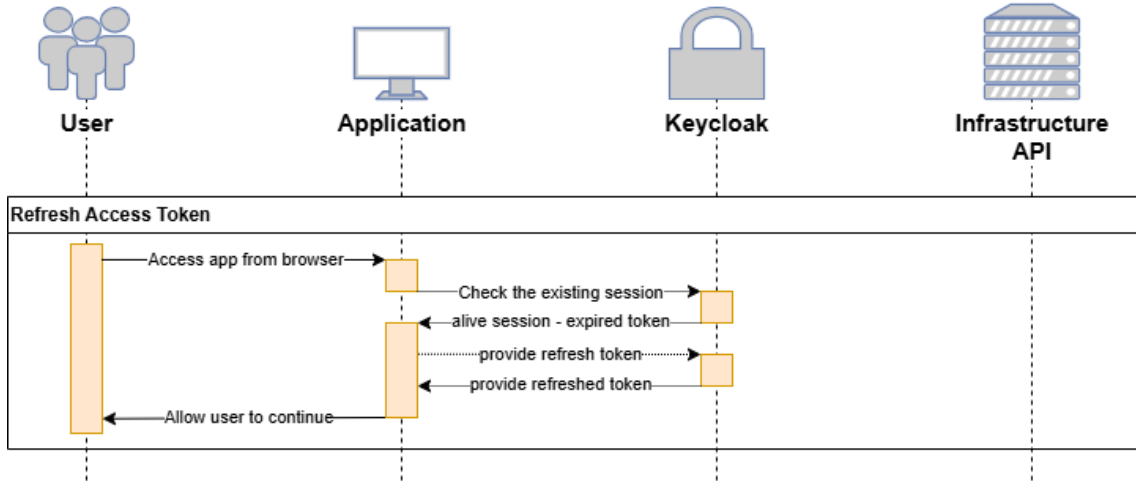 User
Application
Keycloak
Infrastructure
API
Refresh Access Token
Access app from browser
Check the existing session
alive session - expired token
provide refresh token
provide refreshed token
Allow user to continue